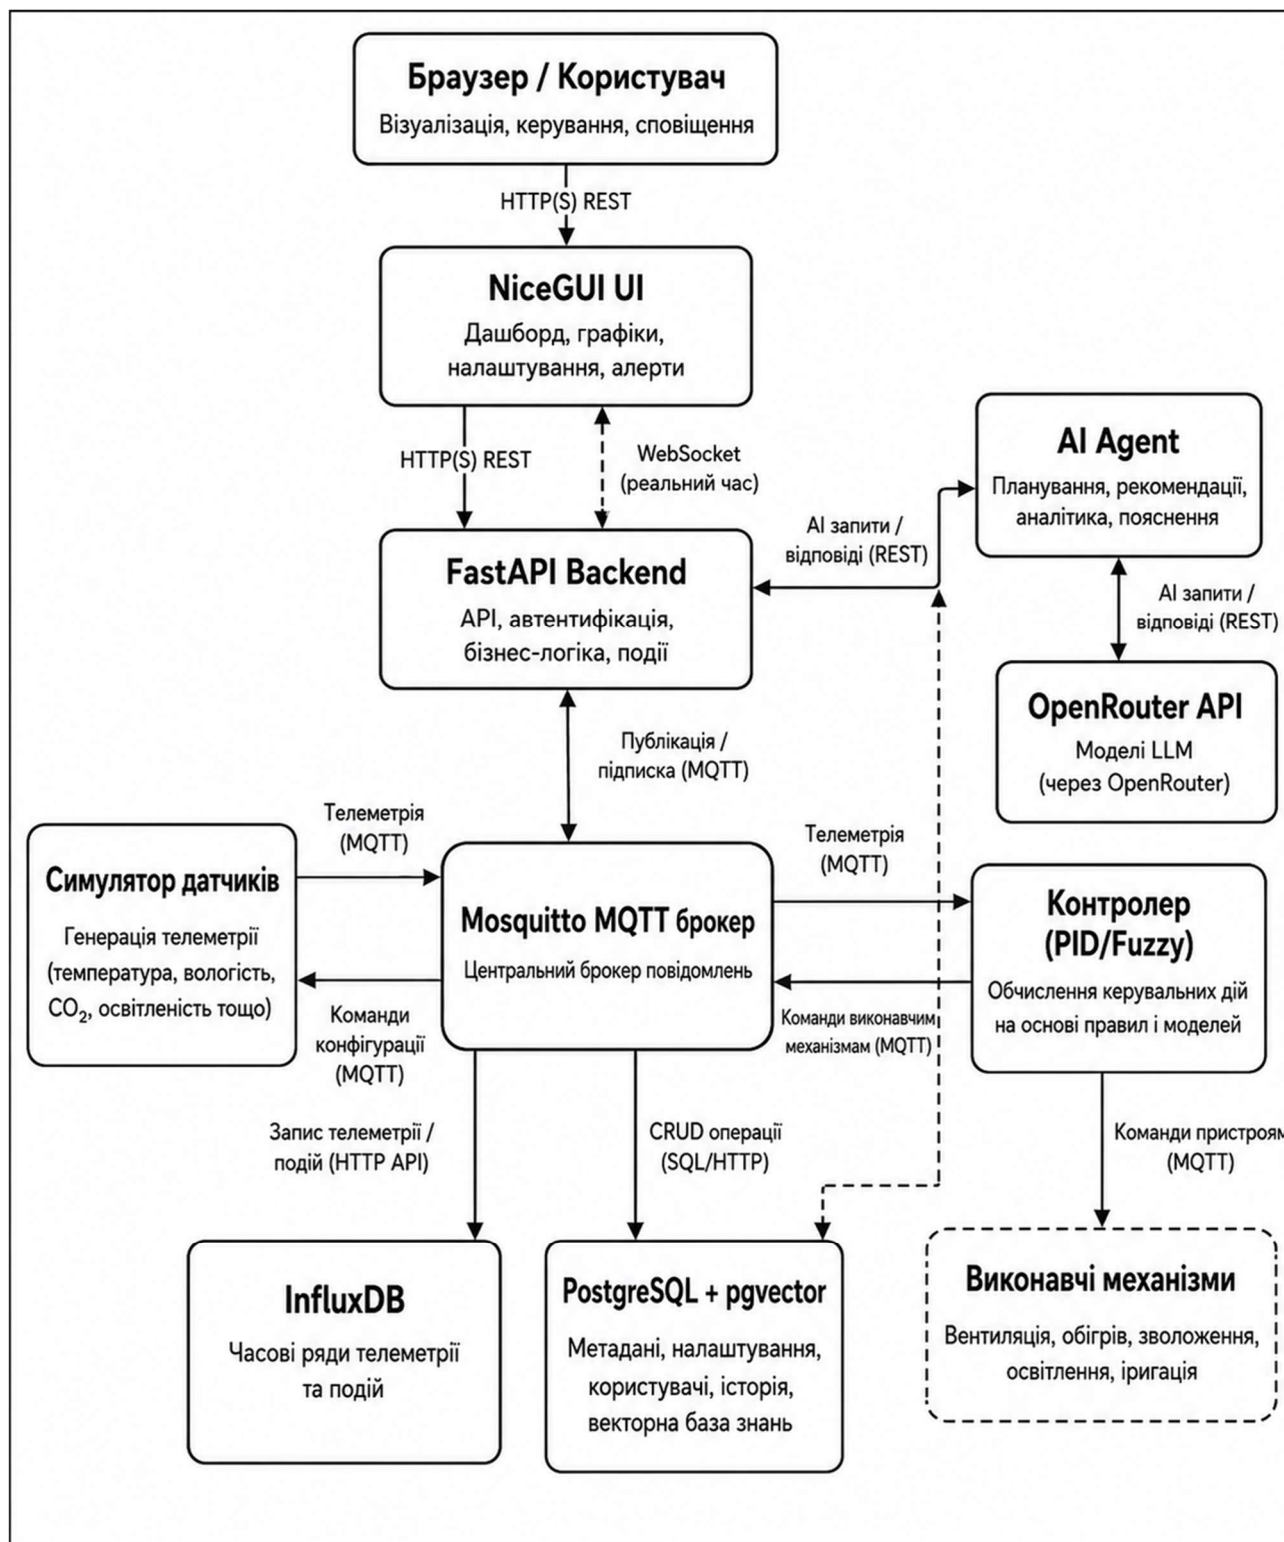 Браузер / Користувач
Візуалізація, керування, сповіщення
HTTP(S) REST
NiceGUI UI
Дашборд, графіки,
налаштування, алерти
HTTP(S) REST
WebSocket
(реальний час)
AI Agent
Планування, рекомендації,
аналітика, пояснення
AI запити /
відповіді (REST)
FastAPI Backend
API, автентифікація,
бізнес-логіка, події
AI запити /
відповіді (REST)
OpenRouter API
Моделі LLM
(через OpenRouter)
Публікація /
підписка (MQTT)
Телеметрія
(MQTT)
Телеметрія
(MQTT)
Симулятор датчиків
Генерація телеметрії
(температура, вологість,
CO₂, освітленість тощо)
Mosquitto MQTT брокер
Центральний брокер повідомлень
Контролер
(PID/Fuzzy)
Обчислення керувальних дій
на основі правил і моделей
Команди
конфігурації
(MQTT)
Команди виконавчим
механізмам (MQTT)
Запис телеметрії /
подій (HTTP API)
CRUD операції
(SQL/HTTP)
Команди пристроям
(MQTT)
InfluxDB
Часові ряди телеметрії
та подій
PostgreSQL + pgvector
Метадані, налаштування,
користувачі, історія,
векторна база знань
Виконавчі механізми
Вентиляція, обігрів, зволоження,
освітлення, іригація